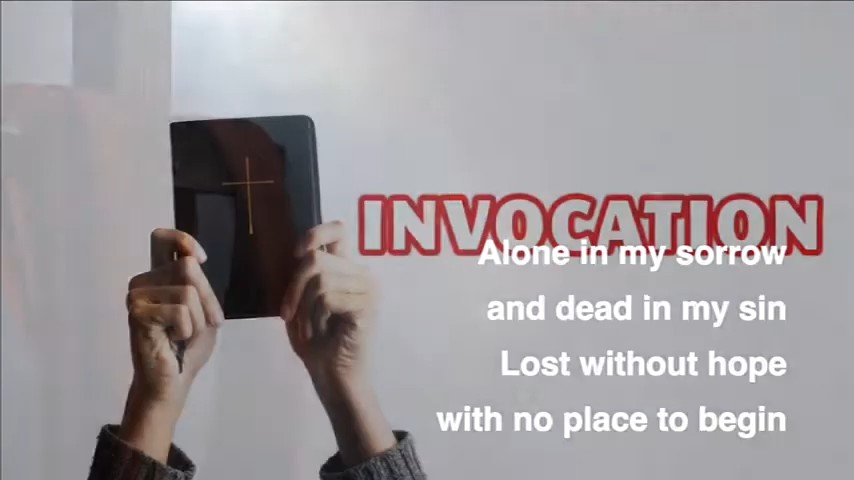 INVOCATION
Alone in my sorrow
and dead in my sin
Lost without hope
with no place to begin